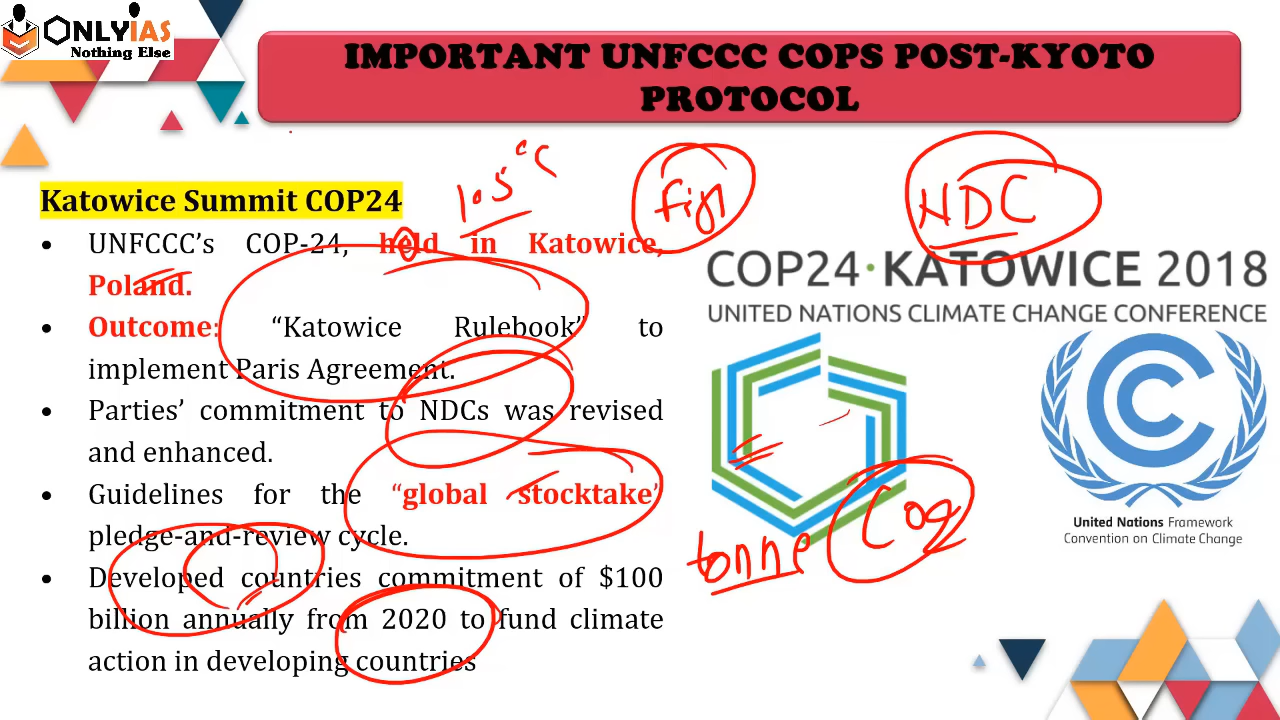 ONLYIAS
Nothing Else
IMPORTANT UNFCCC COPS POST-KYOTO
PROTOCOL
Katowice Summit COP24
1.5°C
NDC
• UNFCCC’s COP-24, held in Katowice,
Poland.
• Outcome: “Katowice Rulebook” to
implement Paris Agreement.
• Parties’ commitment to NDCs was revised
and enhanced.
• Guidelines for the “global stocktake”
pledge-and-review cycle.
• Developed countries commitment of $100
billion annually from 2020 to fund climate
action in developing countries
COP24·KATOWICE 2018
UNITED NATIONS CLIMATE CHANGE CONFERENCE
United Nations Framework
Convention on Climate Change
tonne